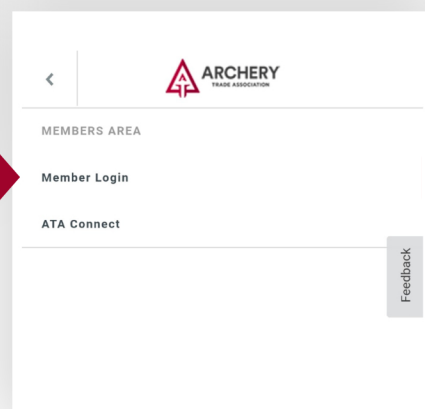 ARCHERY
TRADE ASSOCIATION
MEMBERS AREA
Member Login
ATA Connect
Feedback